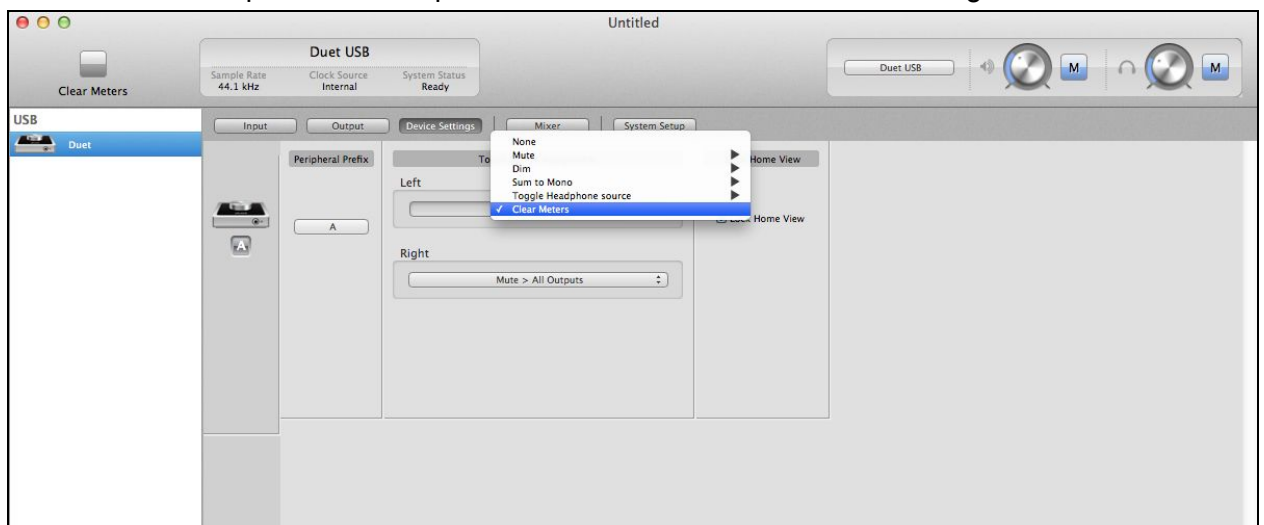 Untitled
Clear Meters
Duet USB
Sample Rate Clock Source System Status
44.1 kHz Internal Ready
Duet USB M M
USB
Duet
Input Output Device Settings Mixer System Setup
None
Mute
Dim
Sum to Mono
Toggle Headphone source
✓ Clear Meters
Peripheral Prefix To Home View
Left
A Home View
A
Right
Mute > All Outputs